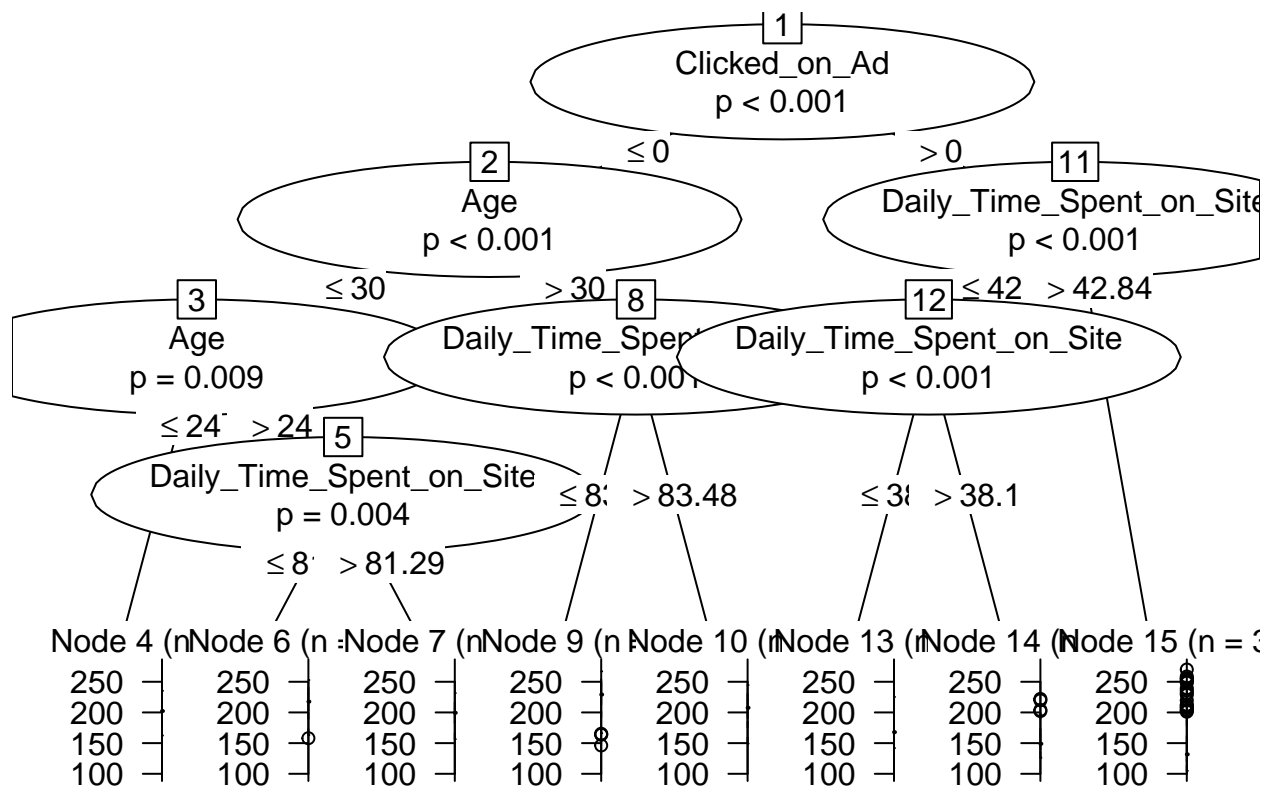 1
Clicked_on_Ad
p < 0.001
≤ 0 > 0
2
Age
p < 0.001
11
Daily_Time_Spent_on_Site
p < 0.001
≤ 30 > 30
≤ 42 > 42.84
3
Age
p = 0.009
8
Daily_Time_Spent
p < 0.001
12
Daily_Time_Spent_on_Site
p < 0.001
≤ 24 > 24
5
Daily_Time_Spent_on_Site
p = 0.004
≤ 83 > 83.48
≤ 38 > 38.1
≤ 81 > 81.29
Node 4 (n Node 6 (n = Node 7 (n Node 9 (n = Node 10 (n Node 13 (n Node 14 (n Node 15 (n = 3
250 250 250 250 250 250 250 250
200 200 200 200 200 200 200 200
150 150 150 150 150 150 150 150
100 100 100 100 100 100 100 100